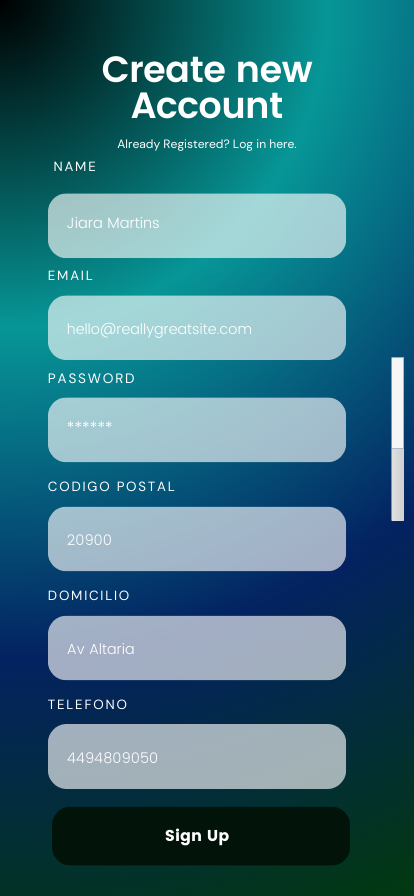 Create new
Account
Already Registered? Log in here.
NAME
Jiara Martins
EMAIL
hello@reallygreatsite.com
PASSWORD
******
CODIGO POSTAL
20900
DOMICILIO
Av Altaria
TELEFONO
4494809050
Sign Up